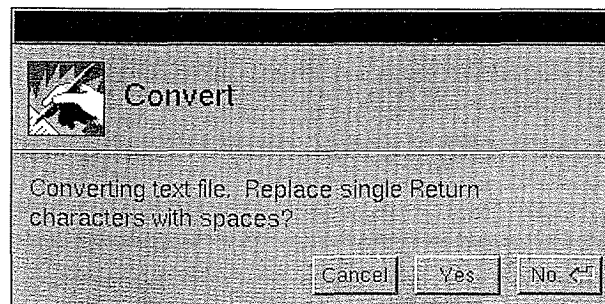 Convert
Converting text file. Replace single Return
characters with spaces?
Cancel
Yes
No